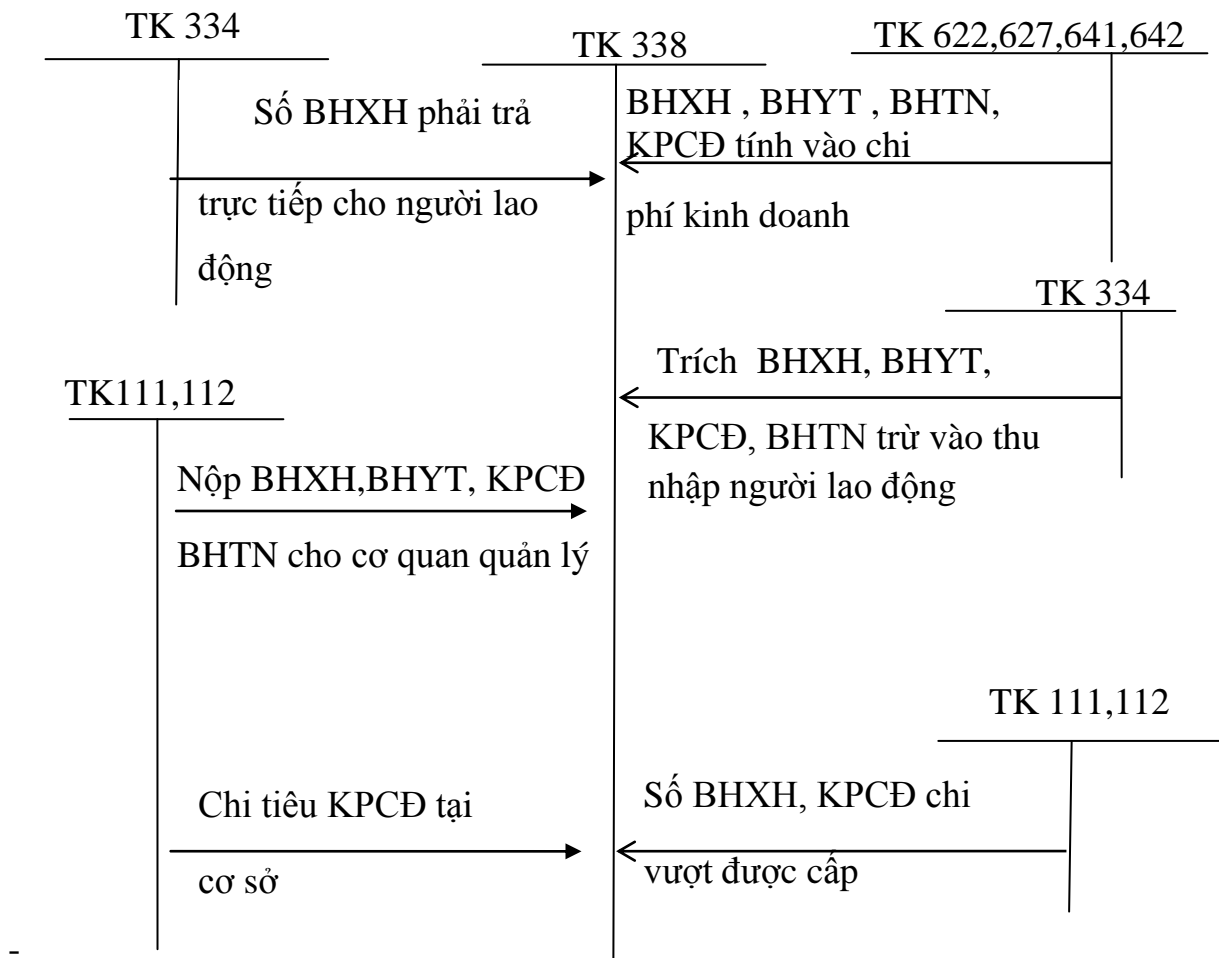 TK 334
TK 338
TK 622,627,641,642
Số BHXH phải trả
trực tiếp cho người lao
động
BHXH , BHYT , BHTN,
KPCĐ tính vào chi
phí kinh doanh
TK 334
Trích BHXH, BHYT,
KPCĐ, BHTN trừ vào thu
nhập người lao động
TK111,112
Nộp BHXH,BHYT, KPCĐ
BHTN cho cơ quan quản lý
TK 111,112
Chi tiêu KPCĐ tại
cơ sở
Số BHXH, KPCĐ chi
vượt được cấp
-